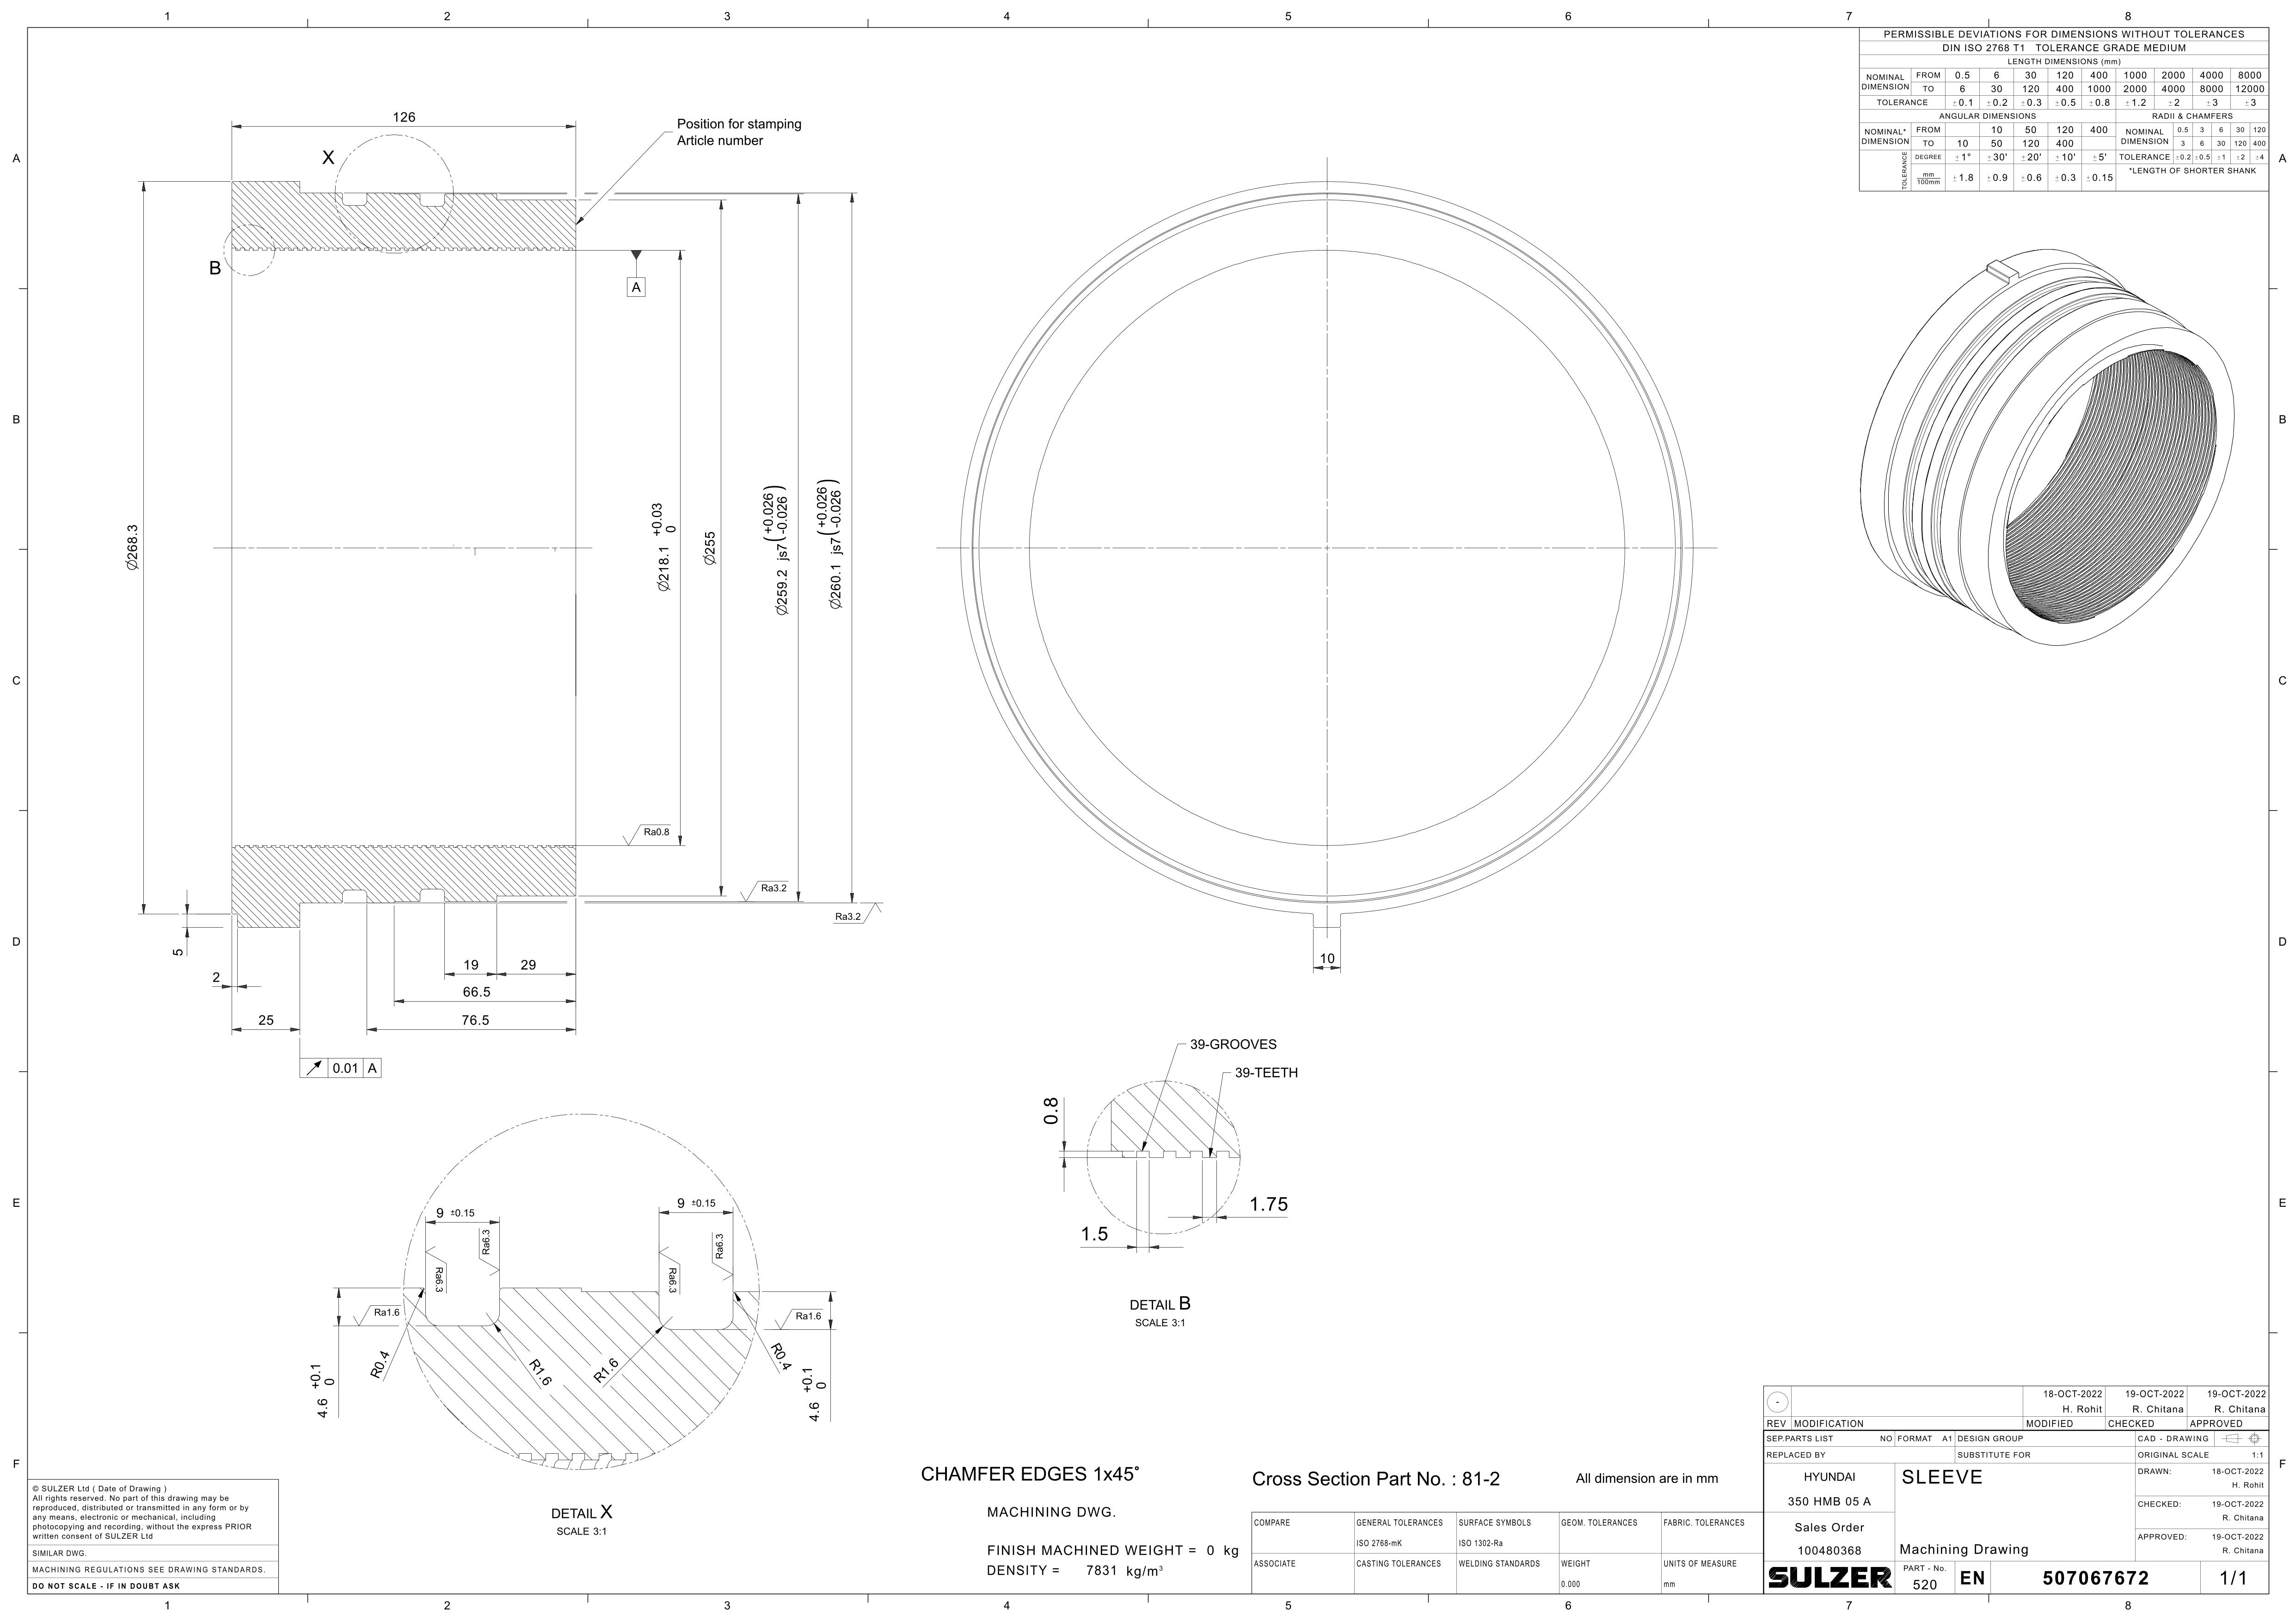 1 2 3 4 5 6 7 8
PERMISSIBLE DEVIATIONS FOR DIMENSIONS WITHOUT TOLERANCES
DIN ISO 2768 T1 TOLERANCE GRADE MEDIUM
LENGTH DIMENSIONS (mm)
NOMINAL DIMENSION
FROM 0.5 6 30 120 400 1000 2000 4000 8000
TO 6 30 120 400 1000 2000 4000 8000 12000
TOLERANCE ±0.1 ±0.2 ±0.3 ±0.5 ±0.8 ±1.2 ±2 ±3 ±3
ANGULAR DIMENSIONS RADII & CHAMFERS
NOMINAL* DIMENSION
FROM 10 50 120 400
TO 10 50 120 400
NOMINAL DIMENSION
0.5 3 6 30 120
3 6 30 120 400
TOLERANCE
DEGREE ±1° ±30' ±20' ±10' ±5'
TOLERANCE ±0.2 ±0.5 ±1 ±2 ±4
mm
100mm
±1.8 ±0.9 ±0.6 ±0.3 ±0.15
*LENGTH OF SHORTER SHANK
A
B
C
D
E
F
A
B
C
D
E
F
126
X
Position for stamping
Article number
B
A
Ø268.3
Ø218.1 +0.03 0
Ø255
Ø259.2 js7(+0.026 -0.026)
Ø260.1 js7(+0.026 -0.026)
Ra0.8
Ra3.2
Ra3.2
5
2
19 29
66.5
25
76.5
0.01 A
10
39-GROOVES
39-TEETH
0.8
1.75
1.5
DETAIL B
SCALE 3:1
9 ±0.15
9 ±0.15
Ra6.3
Ra6.3
Ra6.3
Ra6.3
Ra1.6
Ra1.6
R0.4
R1.6
R1.6
R0.4
4.6 +0.1 0
4.6 +0.1 0
DETAIL X
SCALE 3:1
CHAMFER EDGES 1x45°
Cross Section Part No. : 81-2
All dimension are in mm
MACHINING DWG.
FINISH MACHINED WEIGHT = 0 kg
DENSITY = 7831 kg/m³
© SULZER Ltd ( Date of Drawing )
All rights reserved. No part of this drawing may be
reproduced, distributed or transmitted in any form or by
any means, electronic or mechanical, including
photocopying and recording, without the express PRIOR
written consent of SULZER Ltd
SIMILAR DWG.
MACHINING REGULATIONS SEE DRAWING STANDARDS.
DO NOT SCALE - IF IN DOUBT ASK
COMPARE GENERAL TOLERANCES SURFACE SYMBOLS GEOM. TOLERANCES FABRIC. TOLERANCES
ISO 2768-mK ISO 1302-Ra
ASSOCIATE CASTING TOLERANCES WELDING STANDARDS WEIGHT UNITS OF MEASURE
0.000 mm
- 18-OCT-2022 19-OCT-2022 19-OCT-2022
H. Rohit R. Chitana R. Chitana
REV MODIFICATION MODIFIED CHECKED APPROVED
SEP.PARTS LIST NO FORMAT A1 DESIGN GROUP CAD - DRAWING
REPLACED BY SUBSTITUTE FOR ORIGINAL SCALE 1:1
HYUNDAI
350 HMB 05 A
Sales Order
100480368
SLEEVE
Machining Drawing
DRAWN: 18-OCT-2022
H. Rohit
CHECKED: 19-OCT-2022
R. Chitana
APPROVED: 19-OCT-2022
R. Chitana
SULZER
PART - No.
520
EN
507067672
1/1
1 2 3 4 5 6 7 8